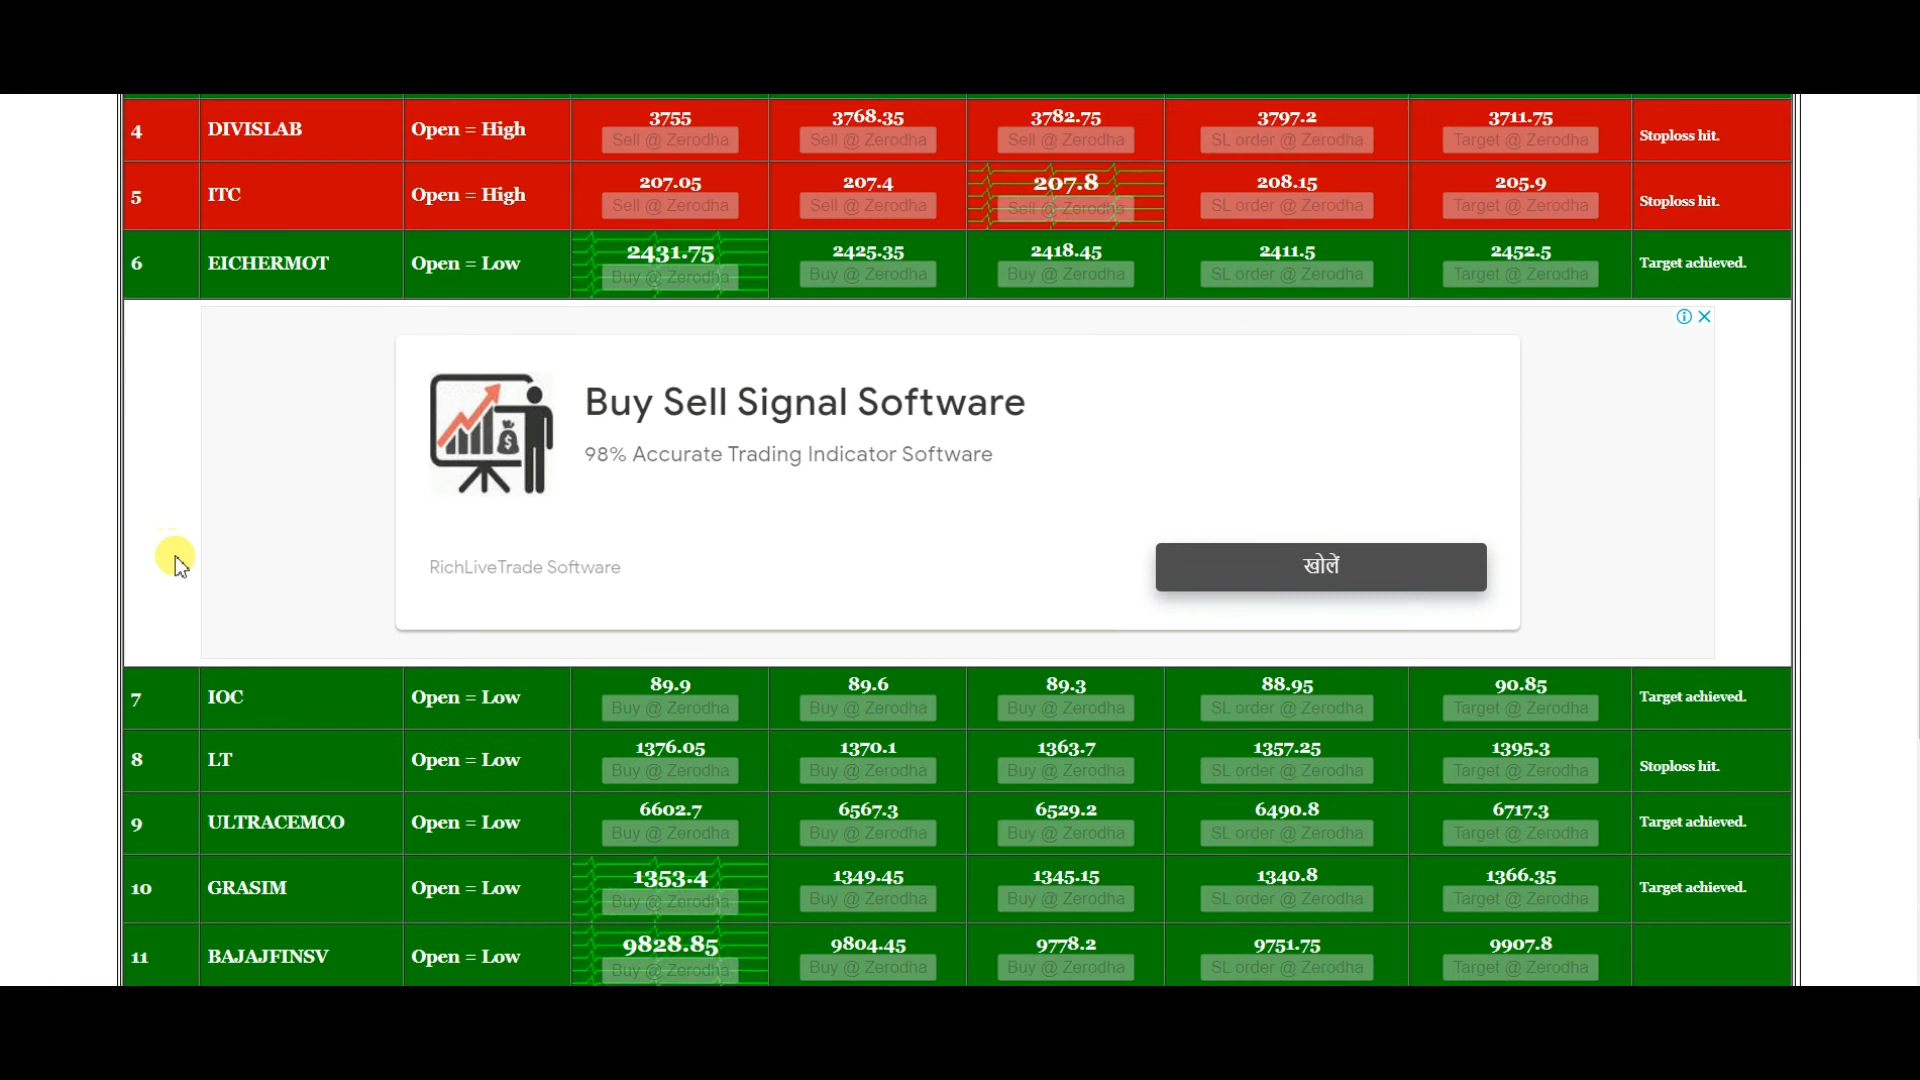 4 DIVISLAB Open = High 3755 3768.35 3782.75 3797.2 3711.75 Stoploss hit.
Sell @ Zerodha Sell @ Zerodha Sell @ Zerodha SL order @ Zerodha Target @ Zerodha
5 ITC Open = High 207.05 207.4 207.8 208.15 205.9 Stoploss hit.
Sell @ Zerodha Sell @ Zerodha Sell @ Zerodha SL order @ Zerodha Target @ Zerodha
6 EICHERMOT Open = Low 2431.75 2425.35 2418.45 2411.5 2452.5 Target achieved.
Buy @ Zerodha Buy @ Zerodha Buy @ Zerodha SL order @ Zerodha Target @ Zerodha
Buy Sell Signal Software
98% Accurate Trading Indicator Software
RichLiveTrade Software
खोलें
7 IOC Open = Low 89.9 89.6 89.3 88.95 90.85 Target achieved.
Buy @ Zerodha Buy @ Zerodha Buy @ Zerodha SL order @ Zerodha Target @ Zerodha
8 LT Open = Low 1376.05 1370.1 1363.7 1357.25 1395.3 Stoploss hit.
Buy @ Zerodha Buy @ Zerodha Buy @ Zerodha SL order @ Zerodha Target @ Zerodha
9 ULTRACEMCO Open = Low 6602.7 6567.3 6529.2 6490.8 6717.3 Target achieved.
Buy @ Zerodha Buy @ Zerodha Buy @ Zerodha SL order @ Zerodha Target @ Zerodha
10 GRASIM Open = Low 1353.4 1349.45 1345.15 1340.8 1366.35 Target achieved.
Buy @ Zerodha Buy @ Zerodha Buy @ Zerodha SL order @ Zerodha Target @ Zerodha
11 BAJAJFINSV Open = Low 9828.85 9804.45 9778.2 9751.75 9907.8
Buy @ Zerodha Buy @ Zerodha Buy @ Zerodha SL order @ Zerodha Target @ Zerodha